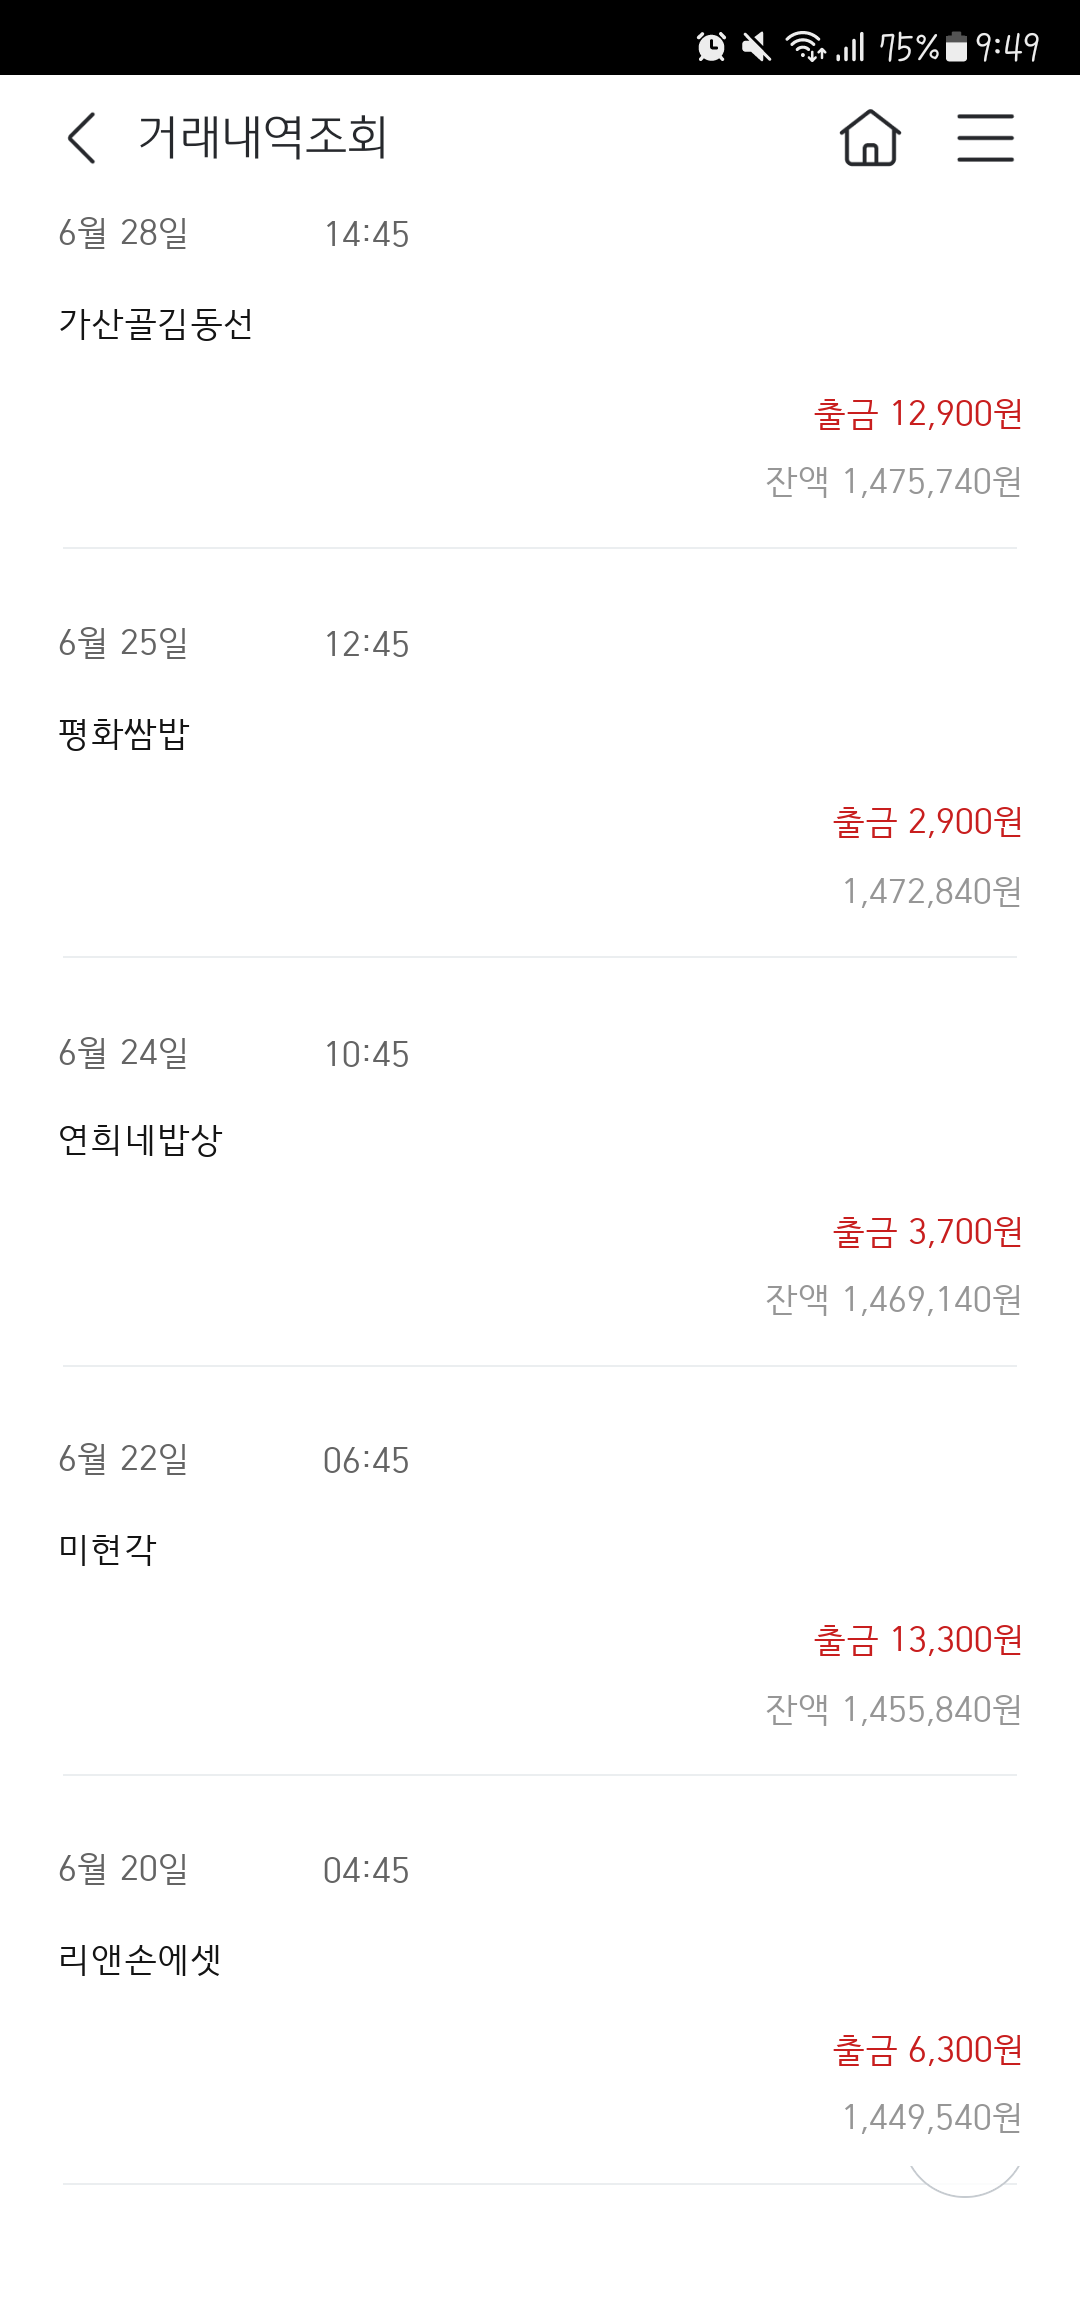 75% 9:49
거래내역조회
6월 28일 14:45
가산골김동선
출금 12,900원
잔액 1,475,740원
6월 25일 12:45
평화쌈밥
출금 2,900원
1,472,840원
6월 24일 10:45
연희네밥상
출금 3,700원
잔액 1,469,140원
6월 22일 06:45
미현각
출금 13,300원
잔액 1,455,840원
6월 20일 04:45
리앤손에셋
출금 6,300원
1,449,540원